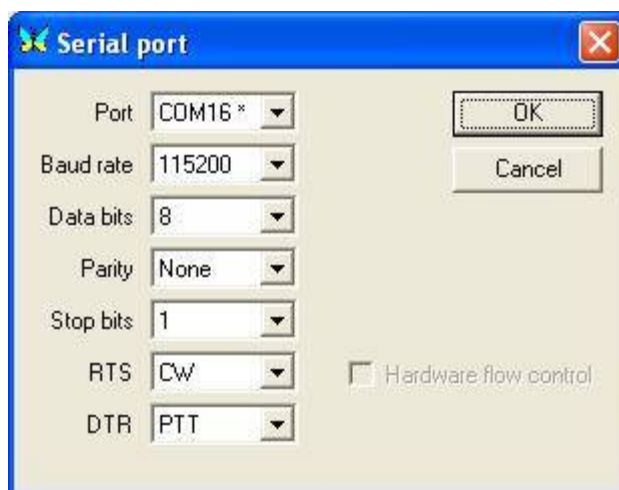 Serial port
Port COM16 * OK
Baud rate 115200 Cancel
Data bits 8
Parity None
Stop bits 1
RTS CW Hardware flow control
DTR PTT